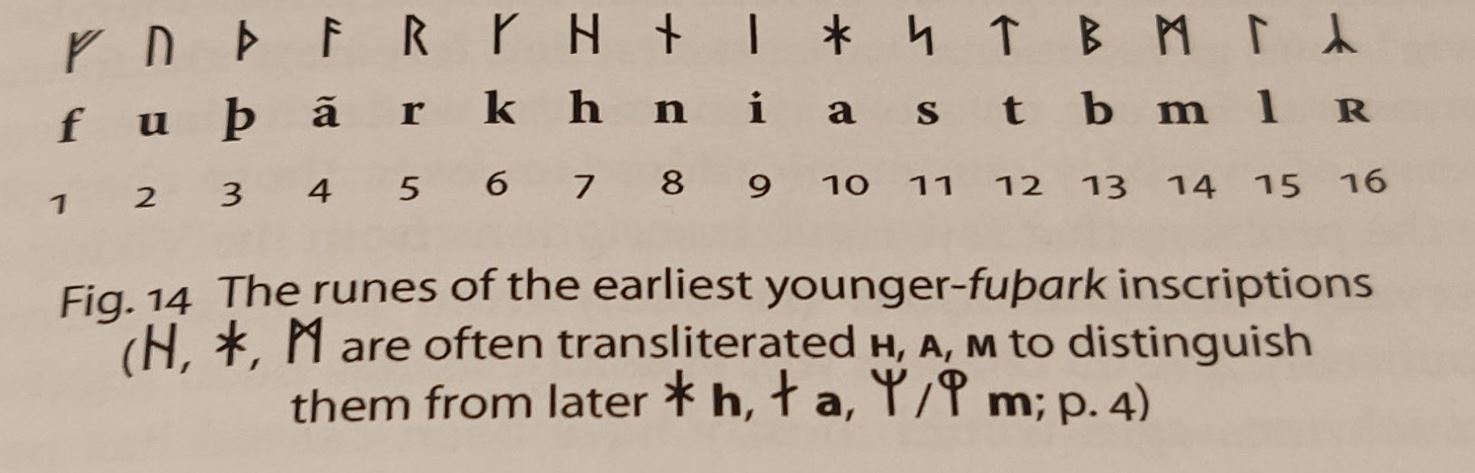 ᚠ ᚢ ᚦ ᚨ ᚱ ᚴ ᚺ ᚾ ᛁ ᛡ ᛋ ᛏ ᛒ ᛗ ᛚ ᛣ
f u þ ã r k h n i a s t b m l ʀ
1 2 3 4 5 6 7 8 9 10 11 12 13 14 15 16
Fig. 14 The runes of the earliest younger-fuþark inscriptions
(ᚺ, ᛡ, ᛗ are often transliterated ʜ, ᴀ, ᴍ to distinguish
them from later ᚼ h, ᛅ a, ᛘ/ᛙ m; p. 4)